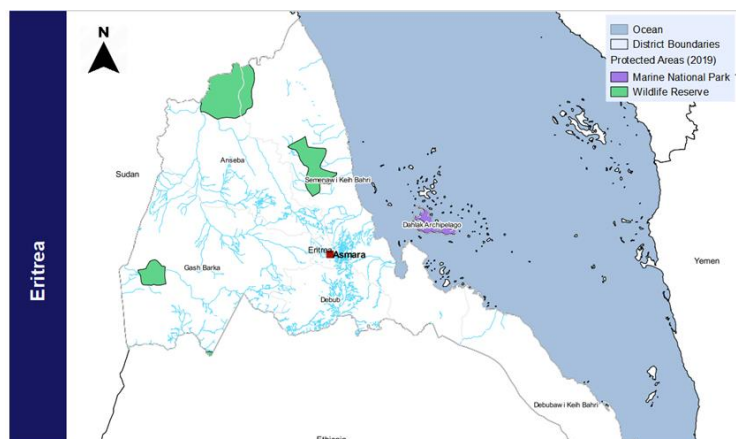 Eritrea
N
Ocean
District Boundaries
Protected Areas (2019)
Marine National Park
Wildlife Reserve
Sudan
Anseba
Semenawi Keih Bahri
Dahlak Archipelago
Eritrea
Asmara
Yemen
Gash Barka
Debub
Debubawi Keih Bahri
Ethiopia